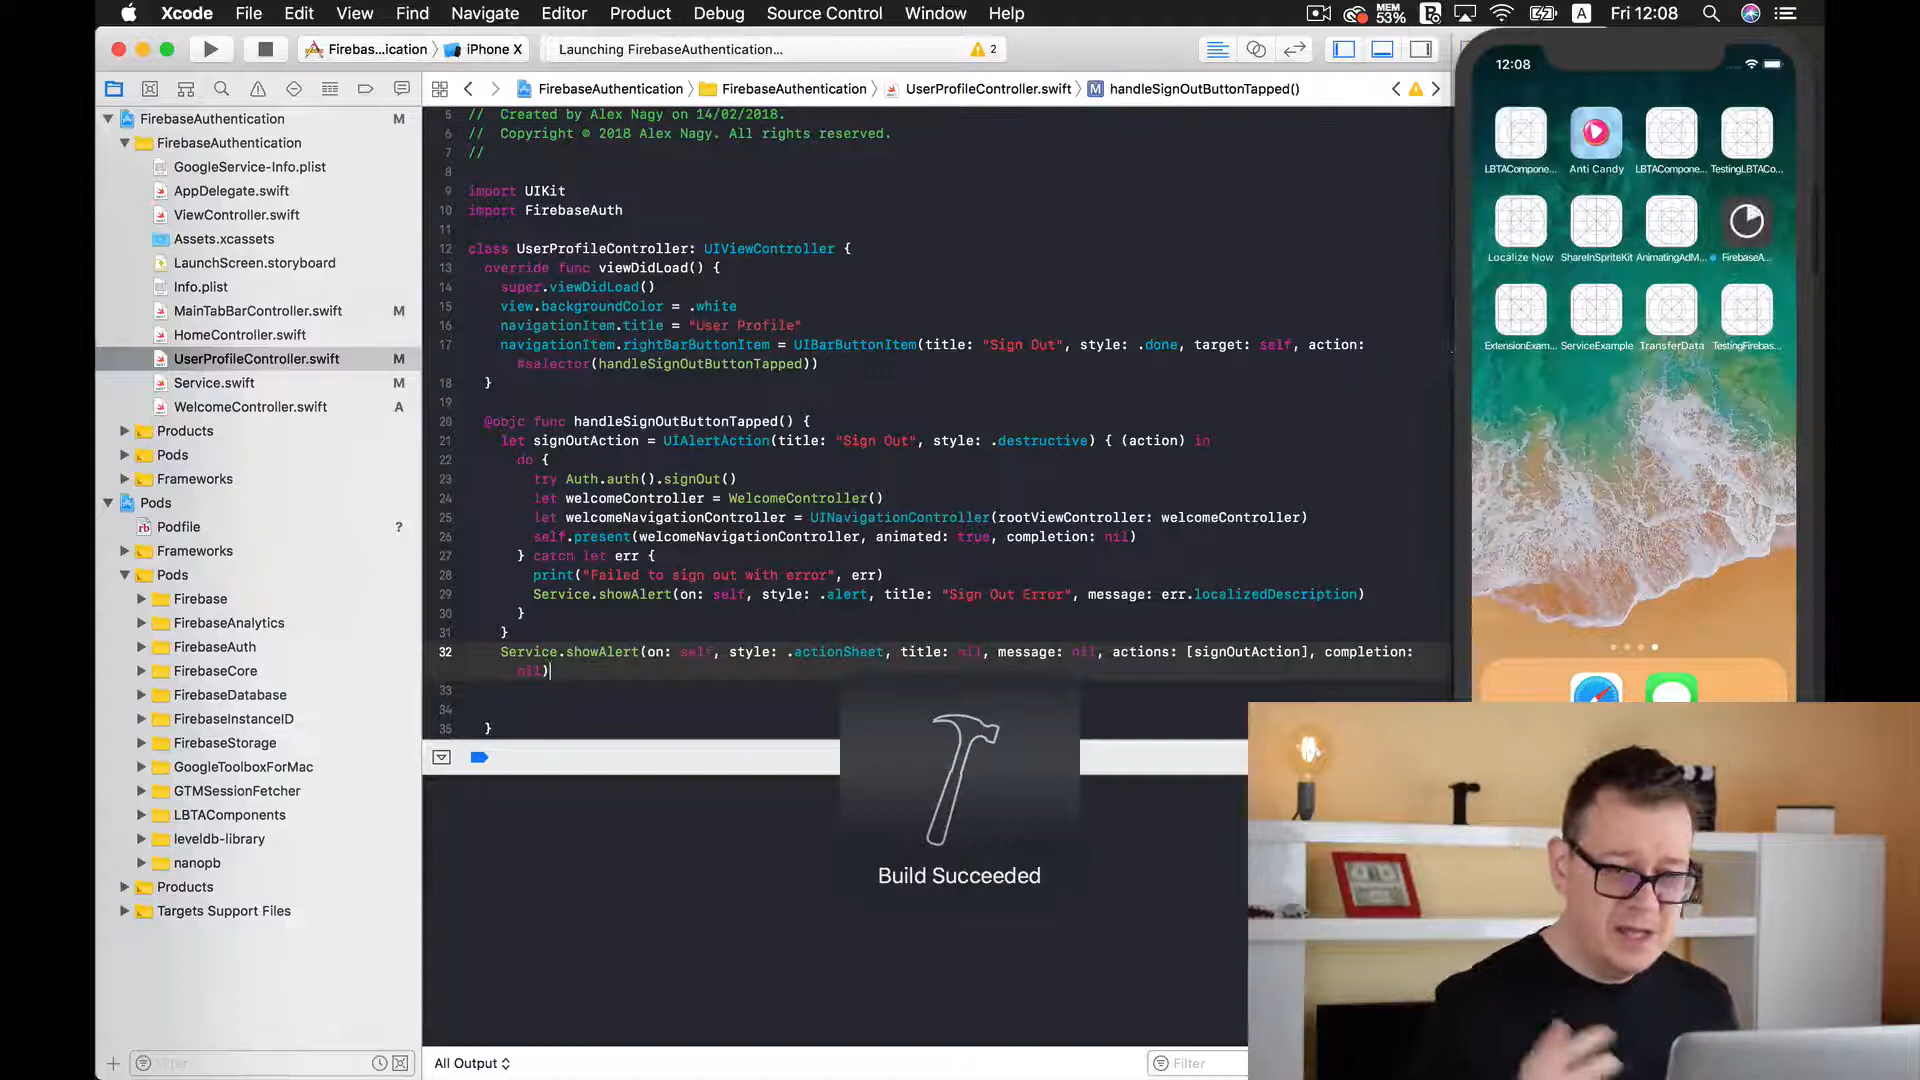 Xcode File Edit View Find Navigate Editor Product Debug Source Control Window Help MEM 53% A Fri 12:08
Firebas...ication iPhone X Launching FirebaseAuthentication... 2
FirebaseAuthentication FirebaseAuthentication UserProfileController.swift M handleSignOutButtonTapped()
FirebaseAuthentication M
FirebaseAuthentication
GoogleService-Info.plist
AppDelegate.swift
ViewController.swift
Assets.xcassets
LaunchScreen.storyboard
Info.plist
MainTabBarController.swift M
HomeController.swift
UserProfileController.swift M
Service.swift M
WelcomeController.swift A
Products
Pods
Frameworks
Pods
Podfile ?
Frameworks
Pods
Firebase
FirebaseAnalytics
FirebaseAuth
FirebaseCore
FirebaseDatabase
FirebaseInstanceID
FirebaseStorage
GoogleToolboxForMac
GTMSessionFetcher
LBTAComponents
leveldb-library
nanopb
Products
Targets Support Files
Filter
5 // Created by Alex Nagy on 14/02/2018.
6 // Copyright © 2018 Alex Nagy. All rights reserved.
7 //
8
9 import UIKit
10 import FirebaseAuth
11
12 class UserProfileController: UIViewController {
13 override func viewDidLoad() {
14 super.viewDidLoad()
15 view.backgroundColor = .white
16 navigationItem.title = "User Profile"
17 navigationItem.rightBarButtonItem = UIBarButtonItem(title: "Sign Out", style: .done, target: self, action:
#selector(handleSignOutButtonTapped))
18 }
19
20 @objc func handleSignOutButtonTapped() {
21 let signOutAction = UIAlertAction(title: "Sign Out", style: .destructive) { (action) in
22 do {
23 try Auth.auth().signOut()
24 let welcomeController = WelcomeController()
25 let welcomeNavigationController = UINavigationController(rootViewController: welcomeController)
26 self.present(welcomeNavigationController, animated: true, completion: nil)
27 } catch let err {
28 print("Failed to sign out with error", err)
29 Service.showAlert(on: self, style: .alert, title: "Sign Out Error", message: err.localizedDescription)
30 }
31 }
32 Service.showAlert(on: self, style: .actionSheet, title: nil, message: nil, actions: [signOutAction], completion:
nil)
33
34
35 }
Build Succeeded
All Output
Filter
12:08
LBTACompone... Anti Candy LBTACompone... TestingLBTACo...
Localize Now ShareInSpriteKit AnimatingAdM... FirebaseA...
ExtensionExam... ServiceExample TransferData TestingFirebas...